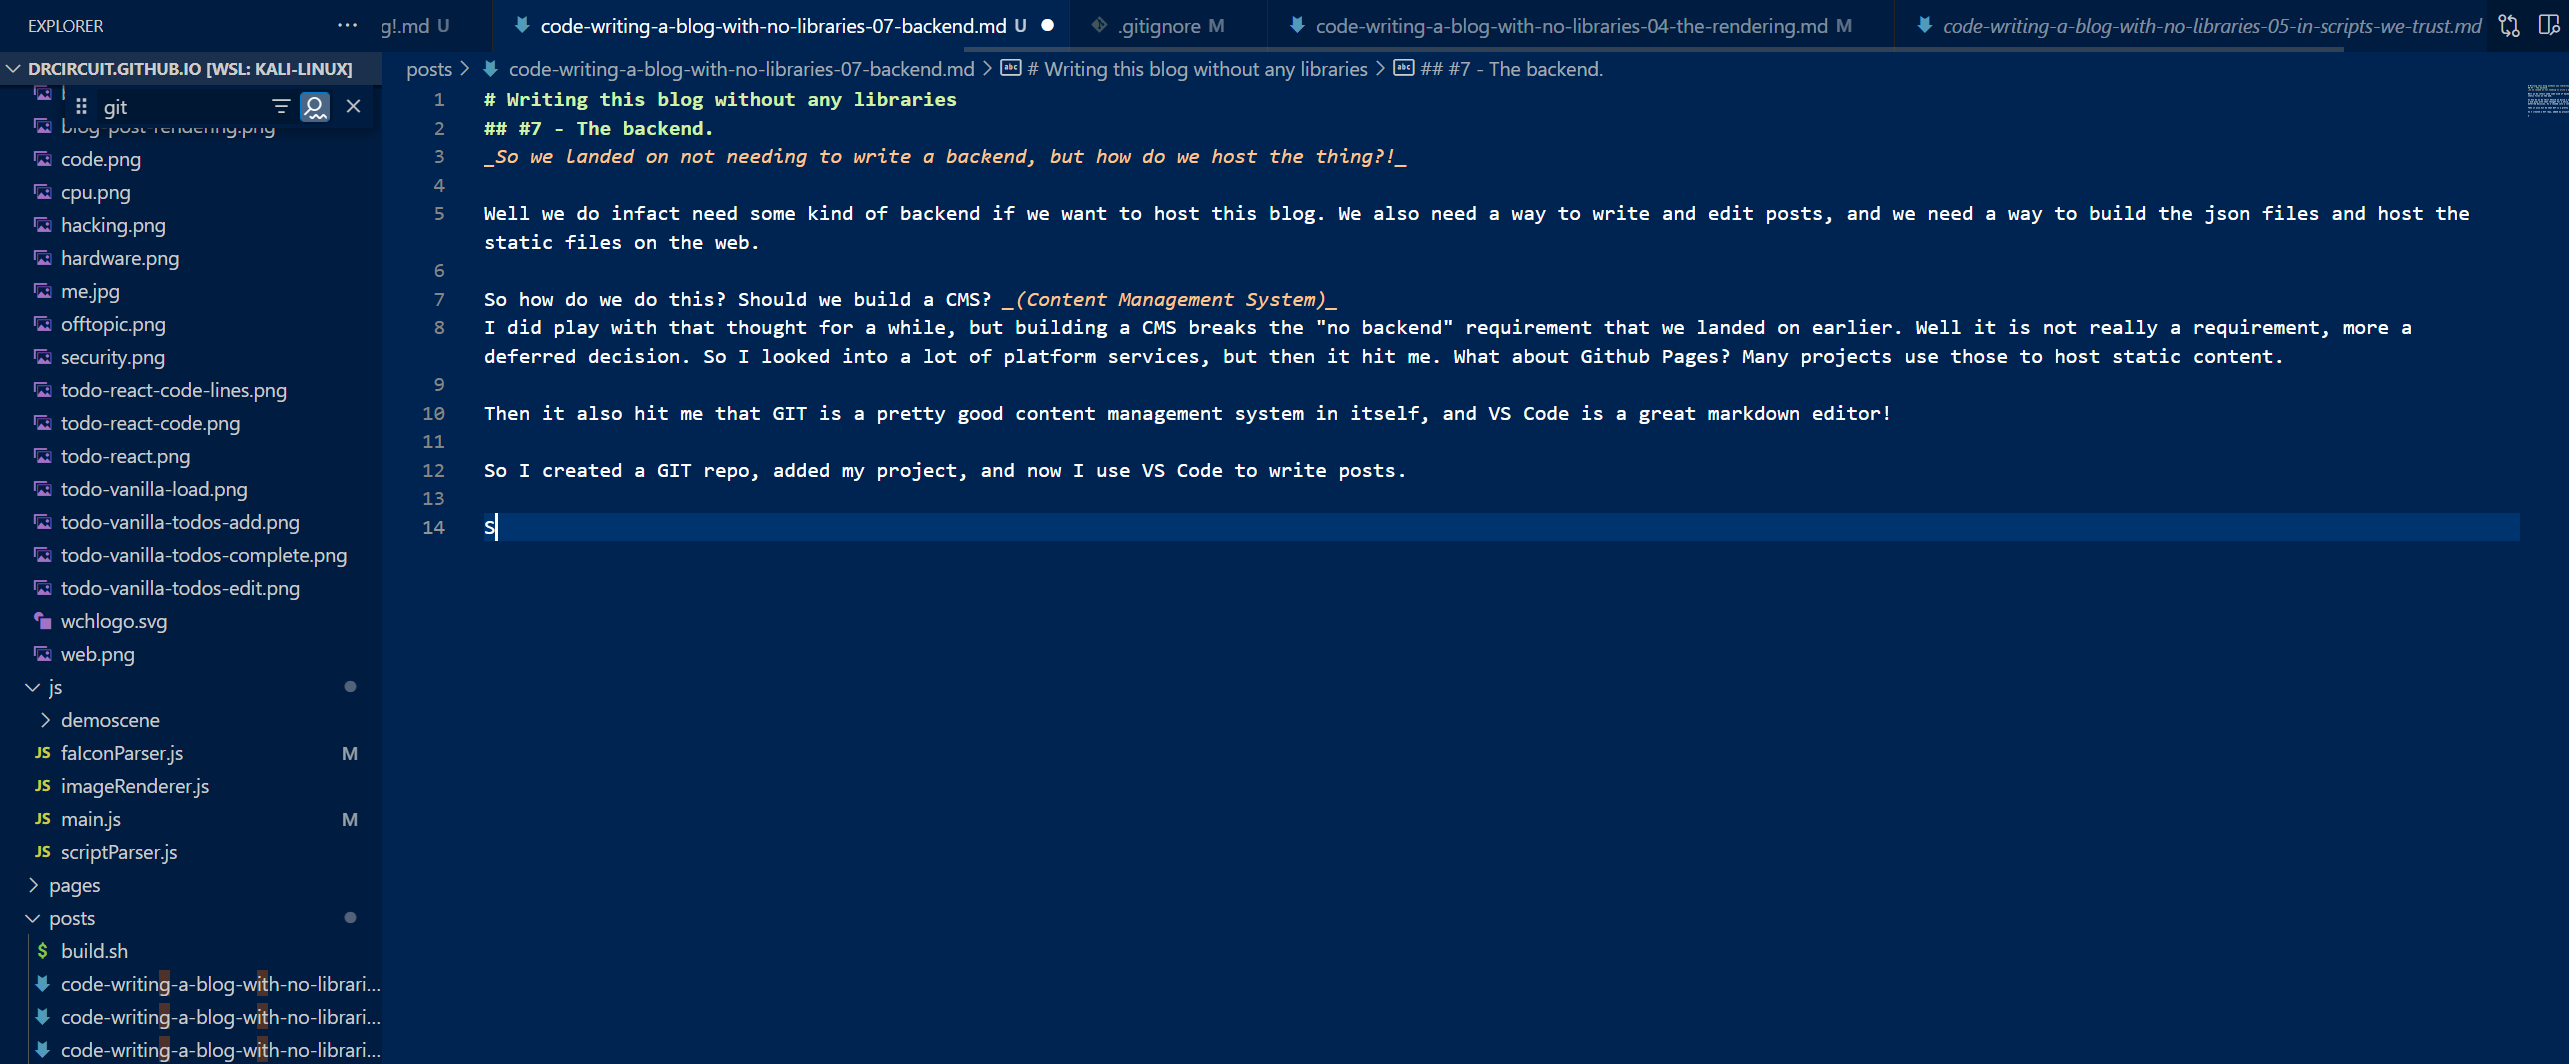 EXPLORER
g!.md U
code-writing-a-blog-with-no-libraries-07-backend.md U
.gitignore M
code-writing-a-blog-with-no-libraries-04-the-rendering.md M
code-writing-a-blog-with-no-libraries-05-in-scripts-we-trust.md
DRCIRCUIT.GITHUB.IO [WSL: KALI-LINUX]
posts > code-writing-a-blog-with-no-libraries-07-backend.md > # Writing this blog without any libraries > ## #7 - The backend.
git
blog-post-rendering.png
code.png
cpu.png
hacking.png
hardware.png
me.jpg
offtopic.png
security.png
todo-react-code-lines.png
todo-react-code.png
todo-react.png
todo-vanilla-load.png
todo-vanilla-todos-add.png
todo-vanilla-todos-complete.png
todo-vanilla-todos-edit.png
wchlogo.svg
web.png
js
demoscene
JS faIconParser.js M
JS imageRenderer.js
JS main.js M
JS scriptParser.js
pages
posts
$ build.sh
code-writing-a-blog-with-no-librari...
code-writing-a-blog-with-no-librari...
code-writing-a-blog-with-no-librari...
1 # Writing this blog without any libraries
2 ## #7 - The backend.
3 _So we landed on not needing to write a backend, but how do we host the thing?!_
4
5 Well we do infact need some kind of backend if we want to host this blog. We also need a way to write and edit posts, and we need a way to build the json files and host the
static files on the web.
6
7 So how do we do this? Should we build a CMS? _(Content Management System)_
8 I did play with that thought for a while, but building a CMS breaks the "no backend" requirement that we landed on earlier. Well it is not really a requirement, more a
deferred decision. So I looked into a lot of platform services, but then it hit me. What about Github Pages? Many projects use those to host static content.
9
10 Then it also hit me that GIT is a pretty good content management system in itself, and VS Code is a great markdown editor!
11
12 So I created a GIT repo, added my project, and now I use VS Code to write posts.
13
14 S